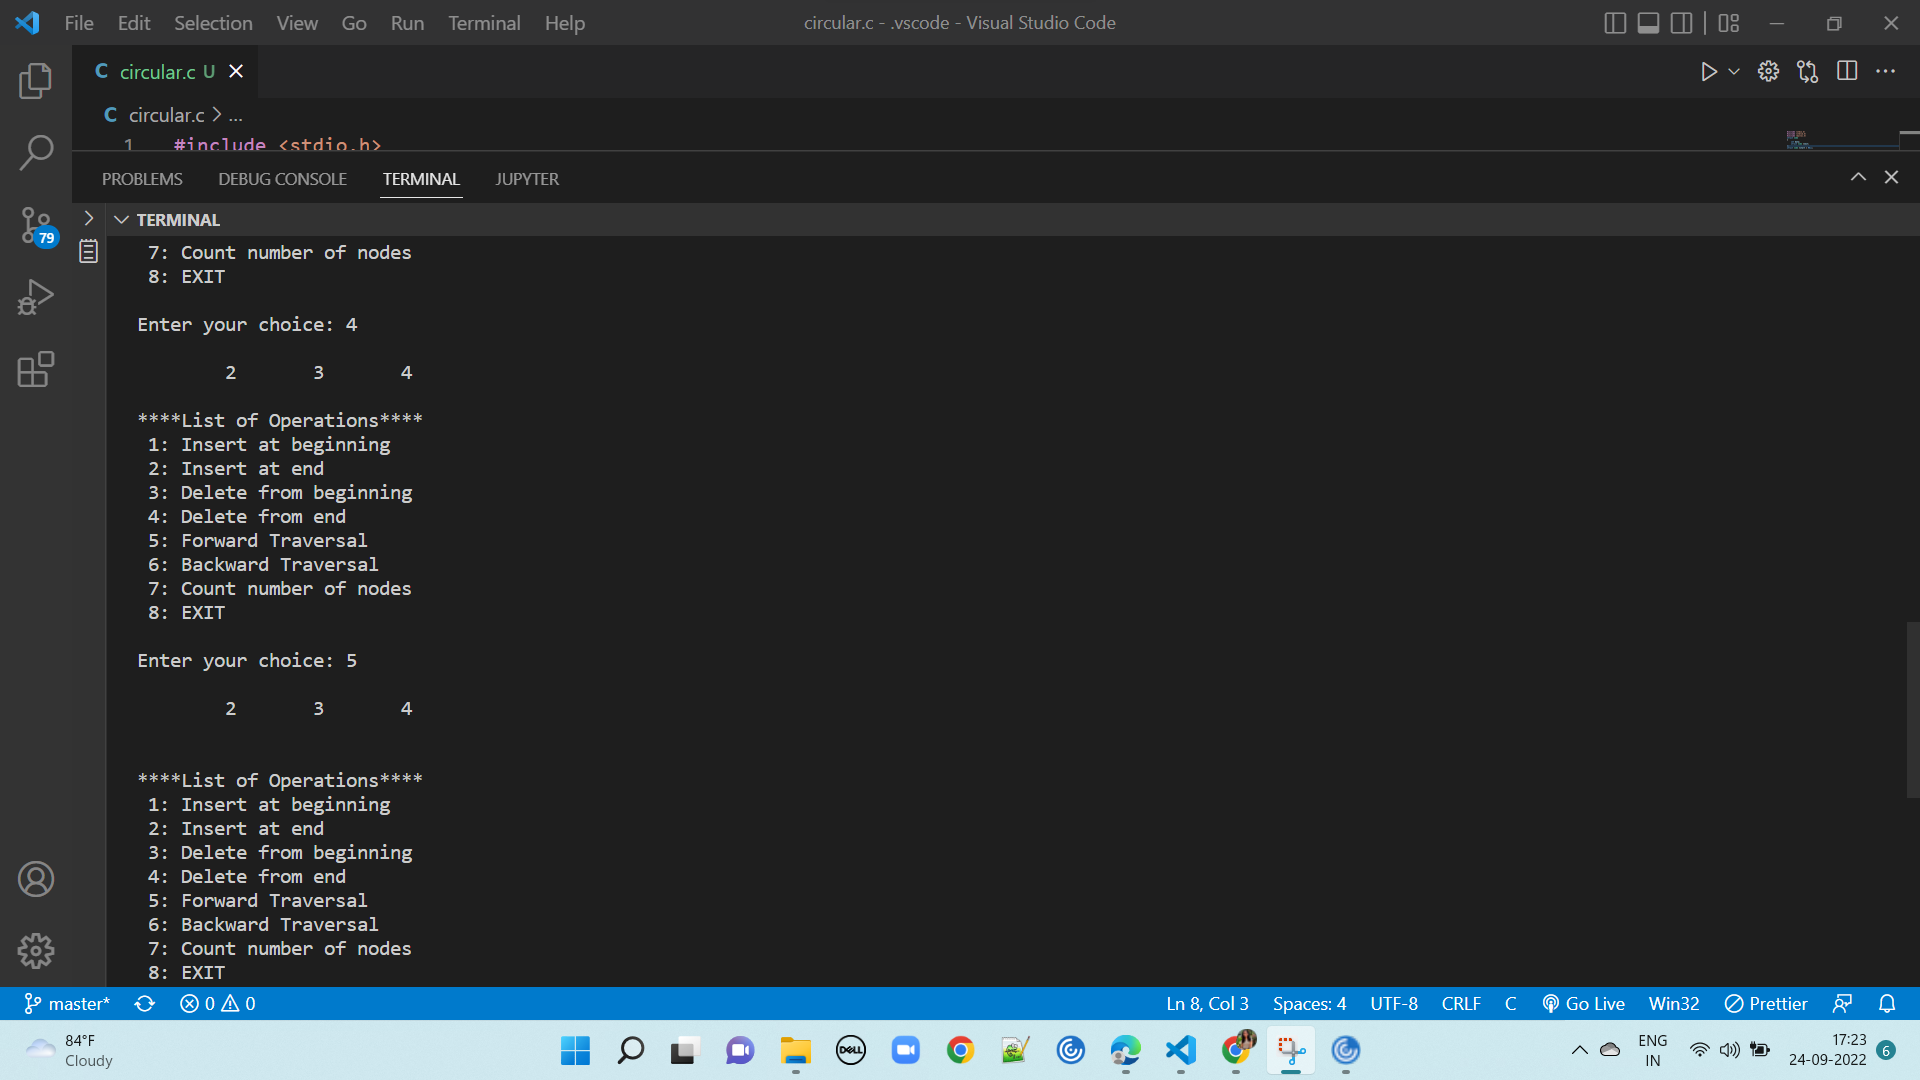 File Edit Selection View Go Run Terminal Help circular.c - .vscode - Visual Studio Code
C circular.c U
C circular.c > ...
1 #include <stdio.h>
PROBLEMS DEBUG CONSOLE TERMINAL JUPYTER
TERMINAL
79
7: Count number of nodes
8: EXIT
Enter your choice: 4
2 3 4
****List of Operations****
1: Insert at beginning
2: Insert at end
3: Delete from beginning
4: Delete from end
5: Forward Traversal
6: Backward Traversal
7: Count number of nodes
8: EXIT
Enter your choice: 5
2 3 4
****List of Operations****
1: Insert at beginning
2: Insert at end
3: Delete from beginning
4: Delete from end
5: Forward Traversal
6: Backward Traversal
7: Count number of nodes
8: EXIT
master* 0 0 Ln 8, Col 3 Spaces: 4 UTF-8 CRLF C Go Live Win32 Prettier
84°F
Cloudy
DELL
ENG
IN
17:23
24-09-2022
6